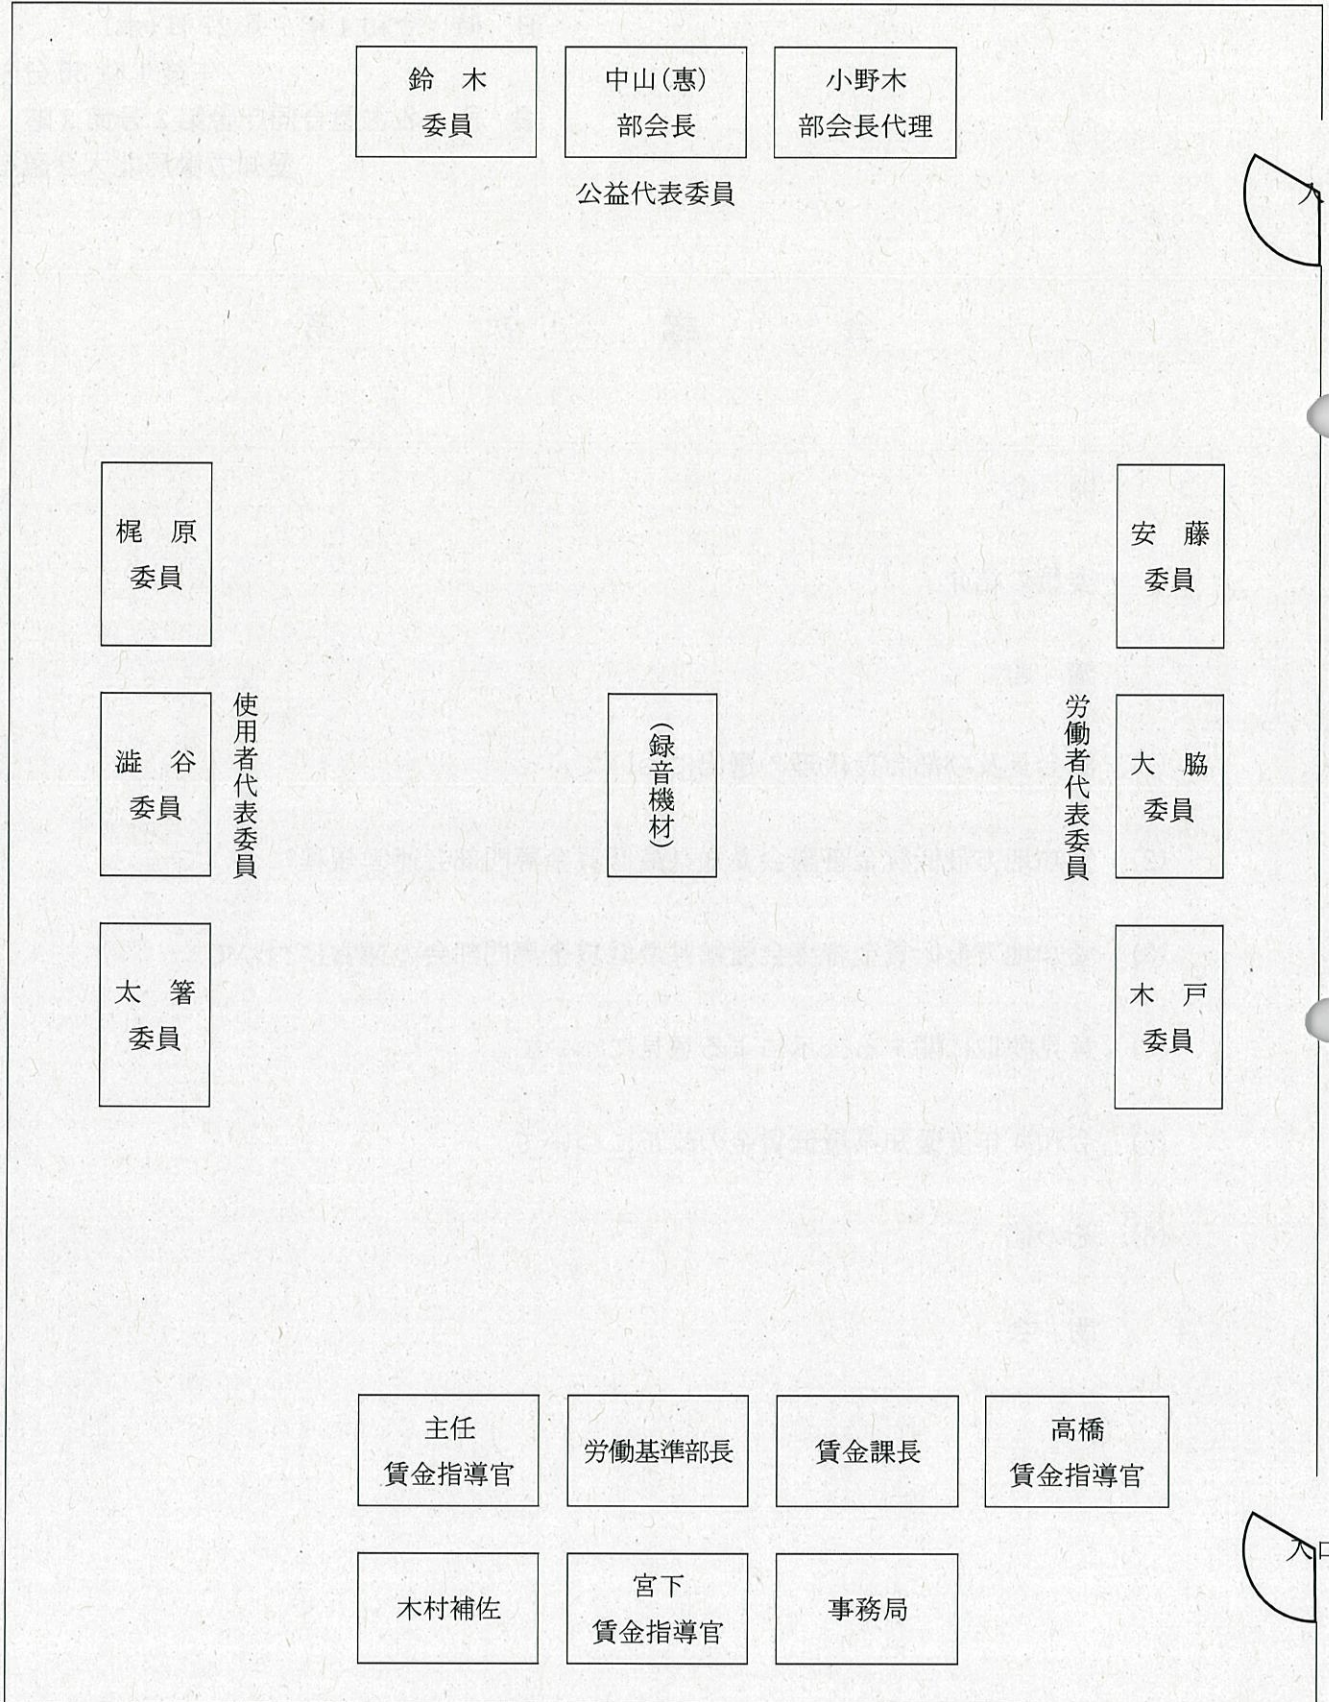 鈴　木
委員
中山(惠)
部会長
小野木
部会長代理
公益代表委員
入
梶　原
委員
安　藤
委員
澁　谷
委員
使用者代表委員
(録音機材)
労働者代表委員
大　脇
委員
太　箸
委員
木　戸
委員
主任
賃金指導官
労働基準部長
賃金課長
高橋
賃金指導官
木村補佐
宮下
賃金指導官
事務局
入口